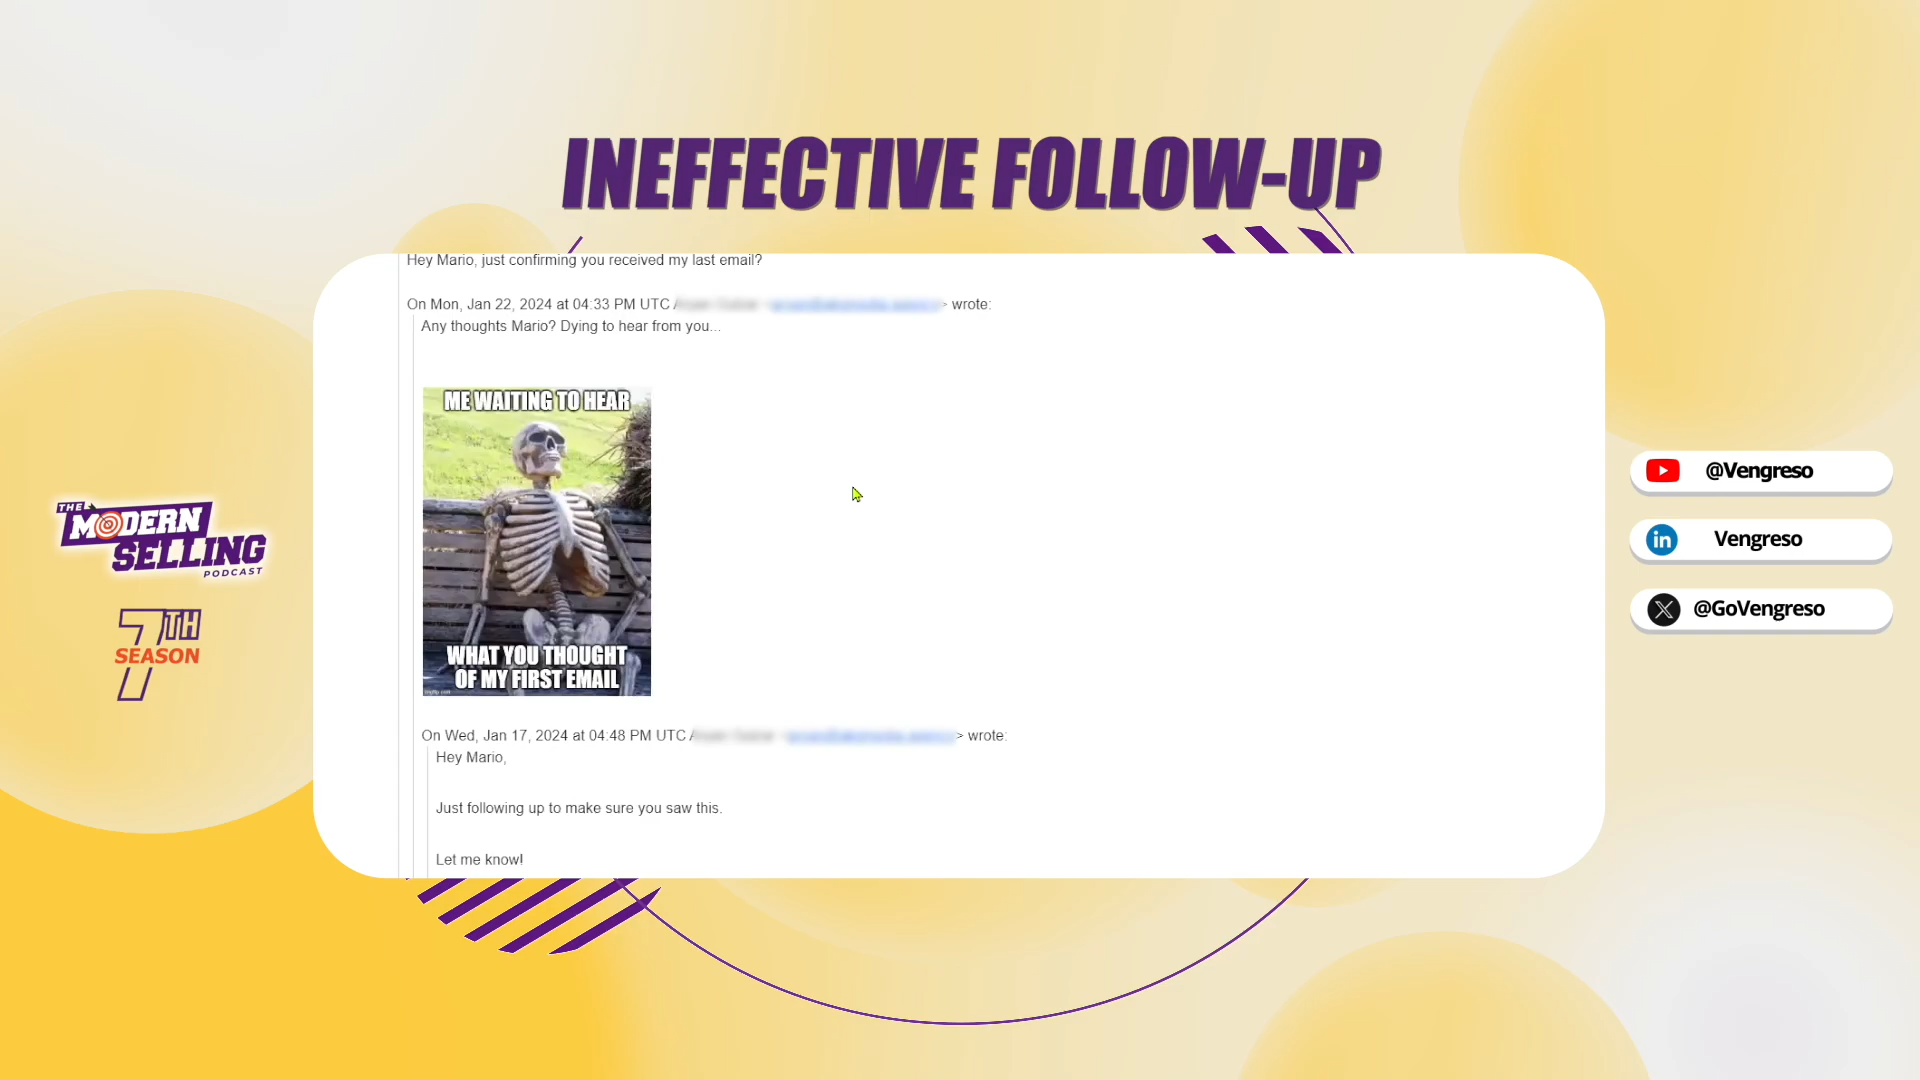 INEFFECTIVE FOLLOW-UP
Hey Mario, just confirming you received my last email?
On Mon, Jan 22, 2024 at 04:33 PM UTC > wrote:
Any thoughts Mario? Dying to hear from you...
ME WAITING TO HEAR
WHAT YOU THOUGHT
OF MY FIRST EMAIL
imgflip.com
On Wed, Jan 17, 2024 at 04:48 PM UTC > wrote:
Hey Mario,
Just following up to make sure you saw this.
Let me know!
THE
MODERN
SELLING
PODCAST
7TH
SEASON
@Vengreso
in Vengreso
X @GoVengreso